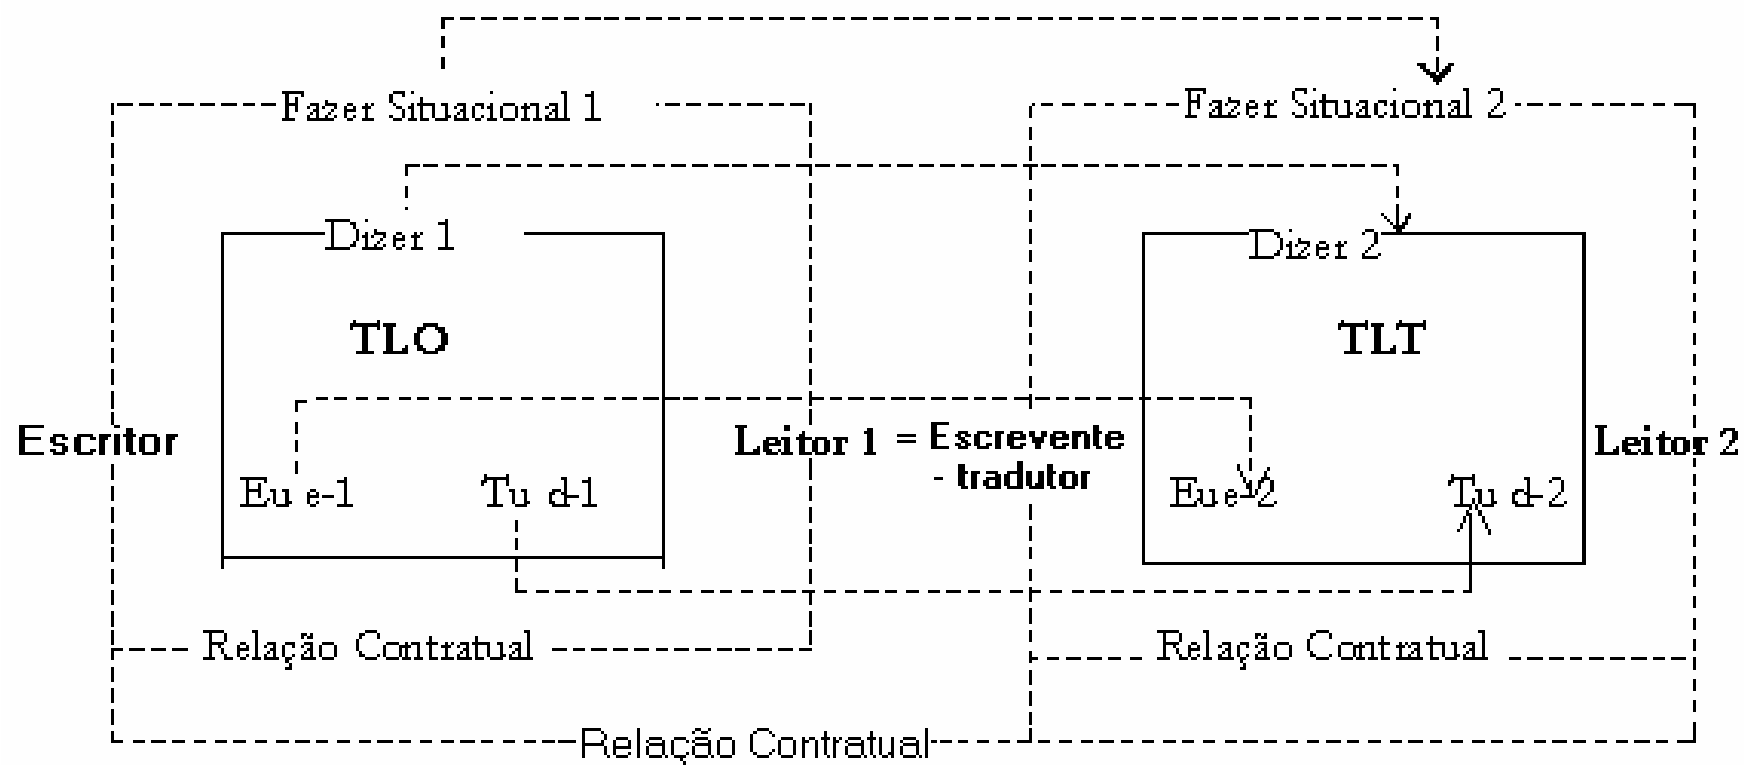 Fazer Situacional 1
Fazer Situacional 2
Dizer 1
Dizer 2
TLO
TLT
Escritor
Leitor 1 = Escrevente
- tradutor
Leitor 2
Eu e-1
Tu d-1
Eu e-2
Tu d-2
Relação Contratual
Relação Contratual
Relação Contratual